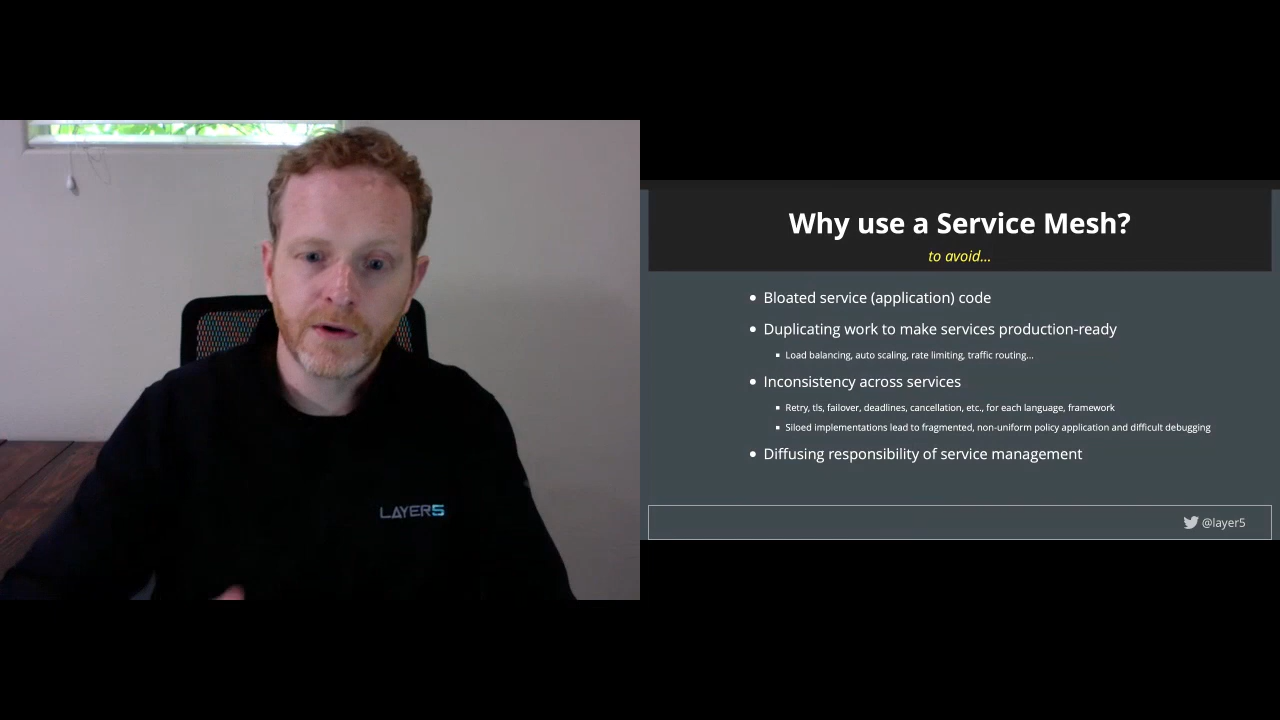 LAYER5
Why use a Service Mesh?
to avoid...
Bloated service (application) code
Duplicating work to make services production-ready
Load balancing, auto scaling, rate limiting, traffic routing...
Inconsistency across services
Retry, tls, failover, deadlines, cancellation, etc., for each language, framework
Siloed implementations lead to fragmented, non-uniform policy application and difficult debugging
Diffusing responsibility of service management
@layer5